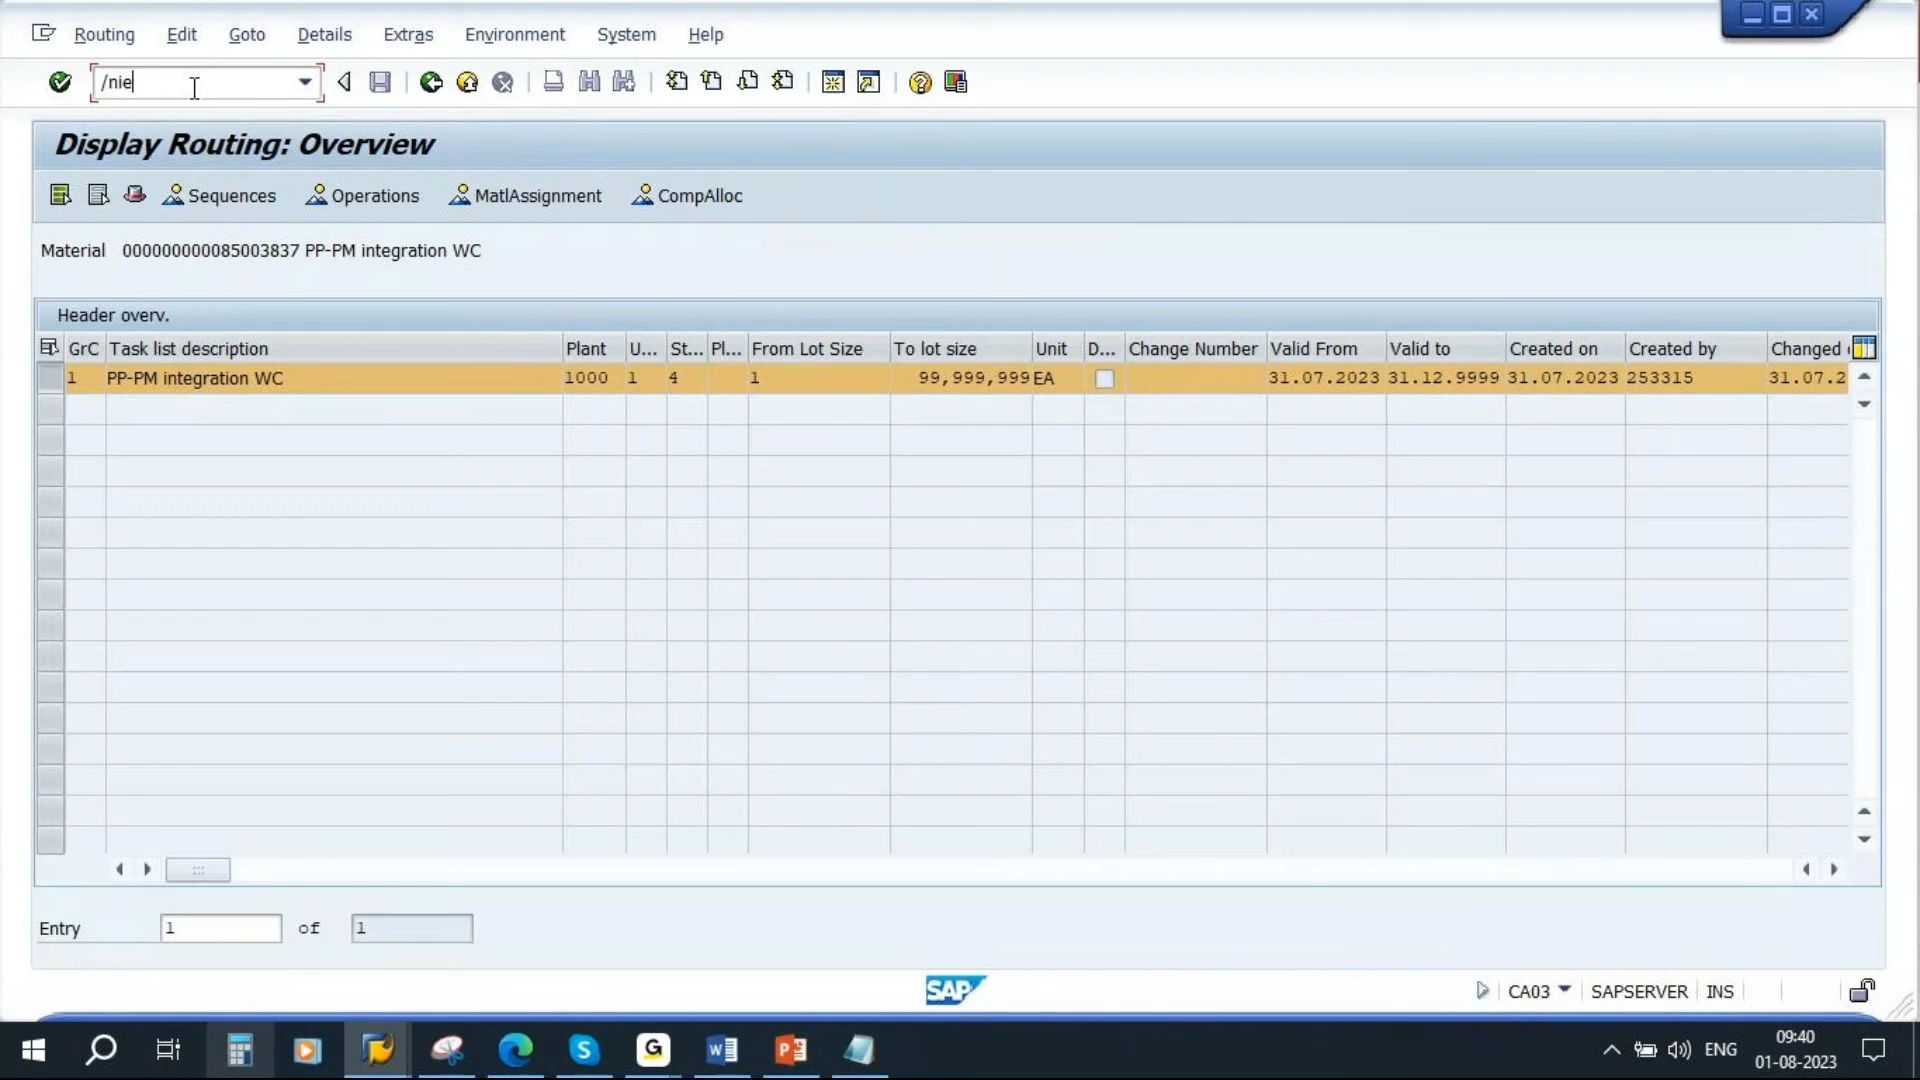 Routing Edit Goto Details Extras Environment System Help
/nie
Display Routing: Overview
Sequences Operations MatlAssignment CompAlloc
Material 000000000085003837 PP-PM integration WC
Header overv.
GrC Task list description Plant U... St... Pl... From Lot Size To lot size Unit D... Change Number Valid From Valid to Created on Created by Changed
1 PP-PM integration WC 1000 1 4 1 99,999,999 EA 31.07.2023 31.12.9999 31.07.2023 253315 31.07.2
Entry 1 of 1
SAP CA03 SAPSERVER INS
ENG 09:40
01-08-2023